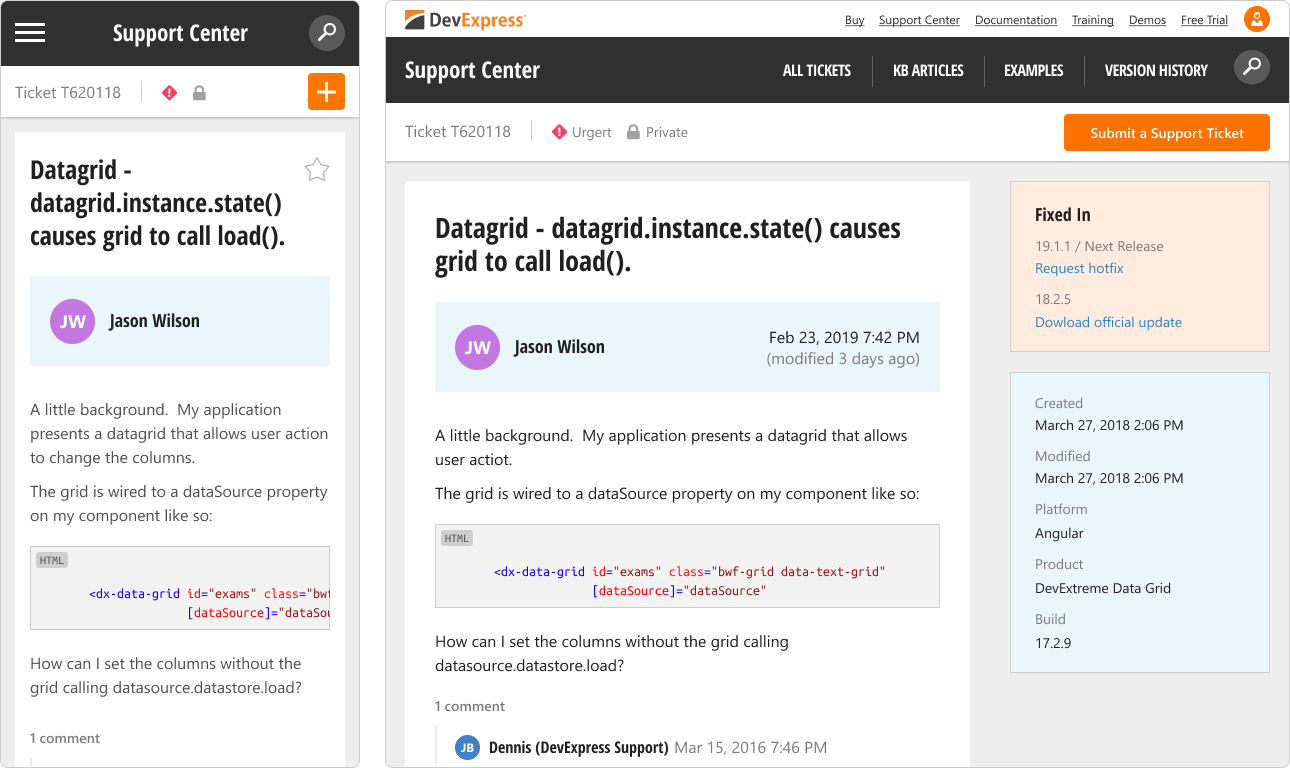 Support Center
Ticket T620118
Datagrid -
datagrid.instance.state()
causes grid to call load().
JW
Jason Wilson
A little background.  My application
presents a datagrid that allows user action
to change the columns.
The grid is wired to a dataSource property
on my component like so:
HTML
<dx-data-grid id="exams" class="bwf
[dataSource]="dataSou
How can I set the columns without the
grid calling datasource.datastore.load?
1 comment
DevExpress
Buy Support Center Documentation Training Demos Free Trial
Support Center
ALL TICKETS KB ARTICLES EXAMPLES VERSION HISTORY
Ticket T620118
Urgert Private
Submit a Support Ticket
Datagrid - datagrid.instance.state() causes
grid to call load().
JW
Jason Wilson
Feb 23, 2019 7:42 PM
(modified 3 days ago)
A little background.  My application presents a datagrid that allows
user actiot.
The grid is wired to a dataSource property on my component like so:
HTML
<dx-data-grid id="exams" class="bwf-grid data-text-grid"
[dataSource]="dataSource"
How can I set the columns without the grid calling
datasource.datastore.load?
1 comment
JB Dennis (DevExpress Support) Mar 15, 2016 7:46 PM
Fixed In
19.1.1 / Next Release
Request hotfix
18.2.5
Dowload official update
Created
March 27, 2018 2:06 PM
Modified
March 27, 2018 2:06 PM
Platform
Angular
Product
DevExtreme Data Grid
Build
17.2.9